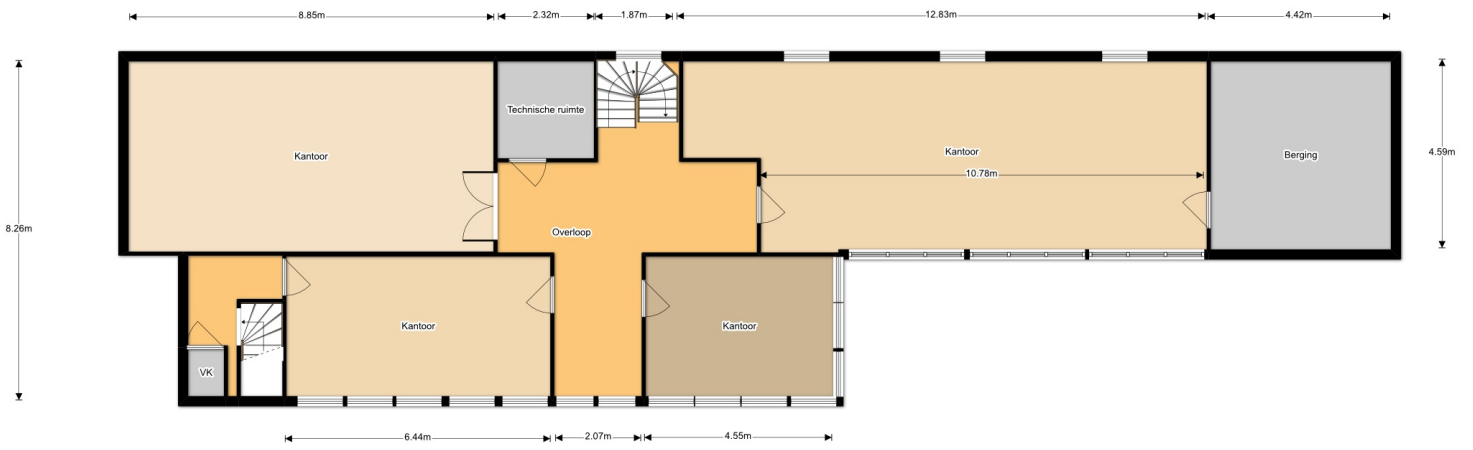 8.85m
2.32m
1.87m
12.83m
4.42m
Technische ruimte
Kantoor
Kantoor
Berging
4.59m
10.78m
8.26m
Overloop
Kantoor
Kantoor
VK
6.44m
2.07m
4.55m